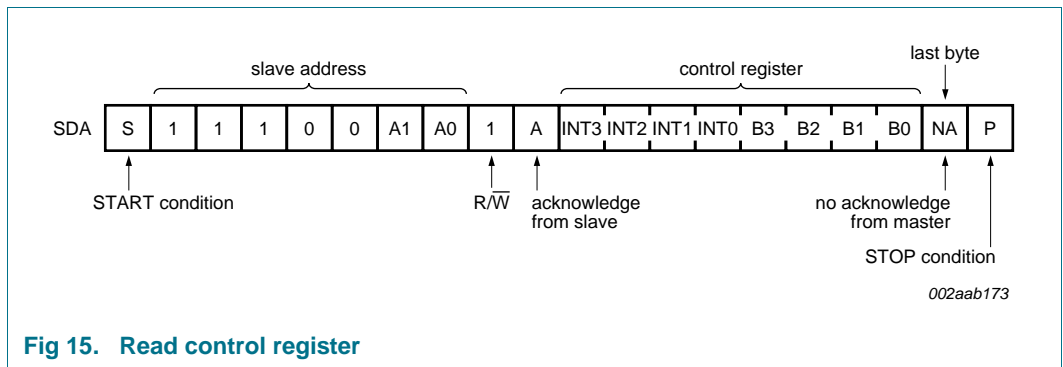 last byte
slave address control register
SDA S 1 1 1 0 0 A1 A0 1 A INT3 INT2 INT1 INT0 B3 B2 B1 B0 NA P
START condition R/W̅ acknowledge from slave no acknowledge from master
STOP condition
002aab173
Fig 15. Read control register